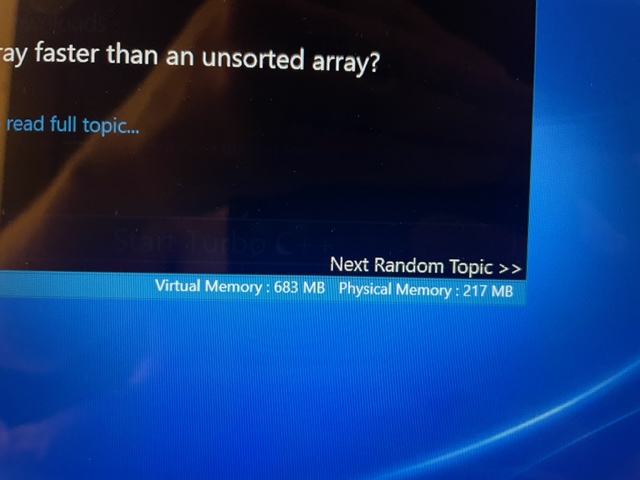 ray faster than an unsorted array?
read full topic...
Start Turbo C++
Next Random Topic >>
Virtual Memory : 683 MB Physical Memory : 217 MB